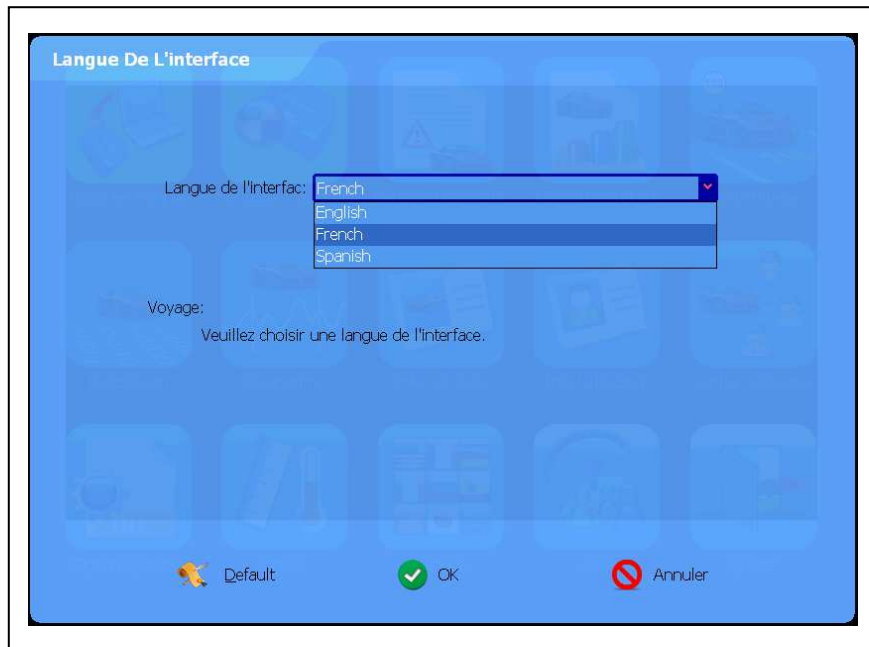 Langue De L'interface
Langue de l'Interfac: French
English
French
Spanish
Voyage:
Veuillez choisir une langue de l'interface.
Default OK Annuler